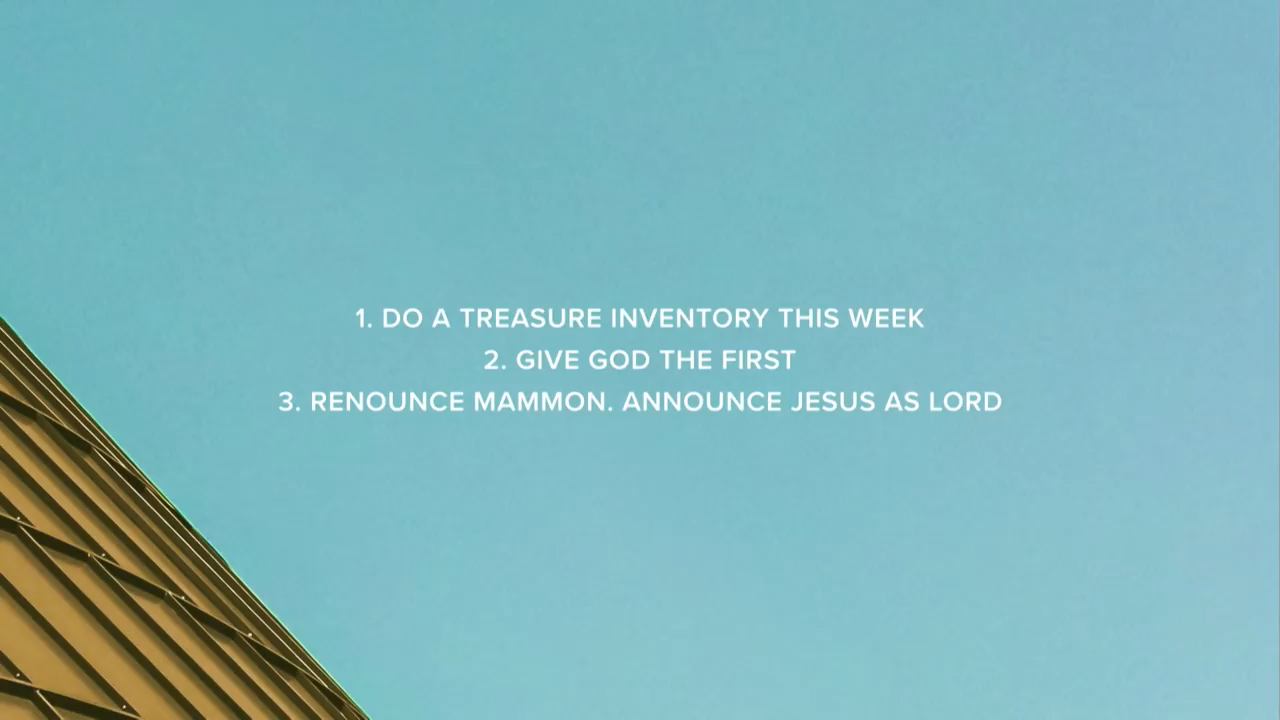 1. DO A TREASURE INVENTORY THIS WEEK
2. GIVE GOD THE FIRST
3. RENOUNCE MAMMON. ANNOUNCE JESUS AS LORD